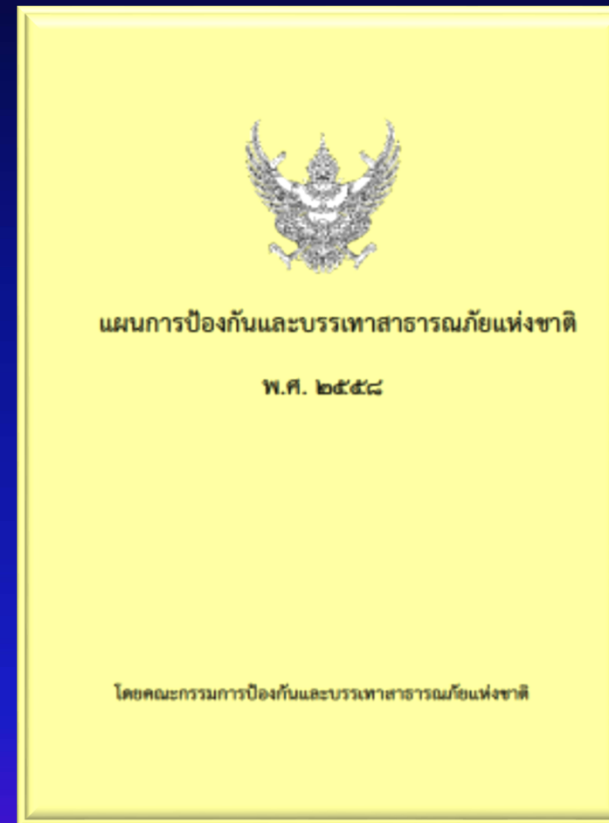 แผนการป้องกันและบรรเทาสาธารณภัยแห่งชาติ
พ.ศ. ๒๕๕๘
โดยคณะกรรมการป้องกันและบรรเทาสาธารณภัยแห่งชาติ